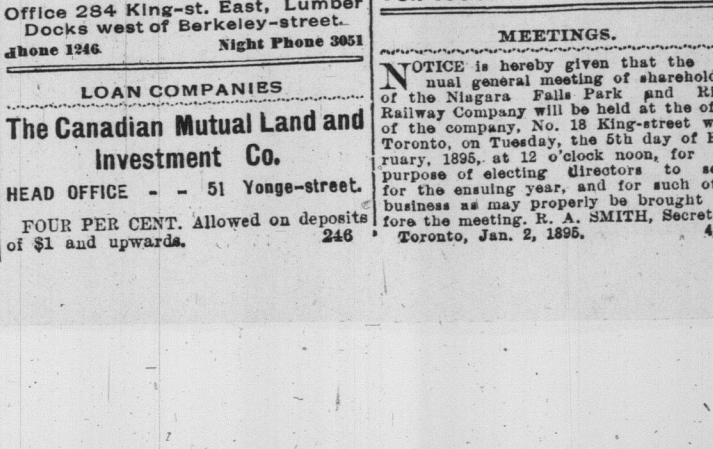 Office 284 King-st. East, Lumber
Docks west of Berkeley-street.
Phone 1246. Night Phone 3051
LOAN COMPANIES
The Canadian Mutual Land and
Investment Co.
HEAD OFFICE - - 51 Yonge-street.
FOUR PER CENT. Allowed on deposits
of $1 and upwards. 246
MEETINGS.
NOTICE is hereby given that the
nual general meeting of sharehold
of the Niagara Falls Park and Ri
Railway Company will be held at the of
of the company, No. 18 King-street w
Toronto, on Tuesday, the 5th day of F
ruary, 1895, at 12 o'clock noon, for
purpose of electing directors to se
for the ensuing year, and for such ot
business as may properly be brought
fore the meeting. R. A. SMITH, Secret
Toronto, Jan. 2, 1895. 4